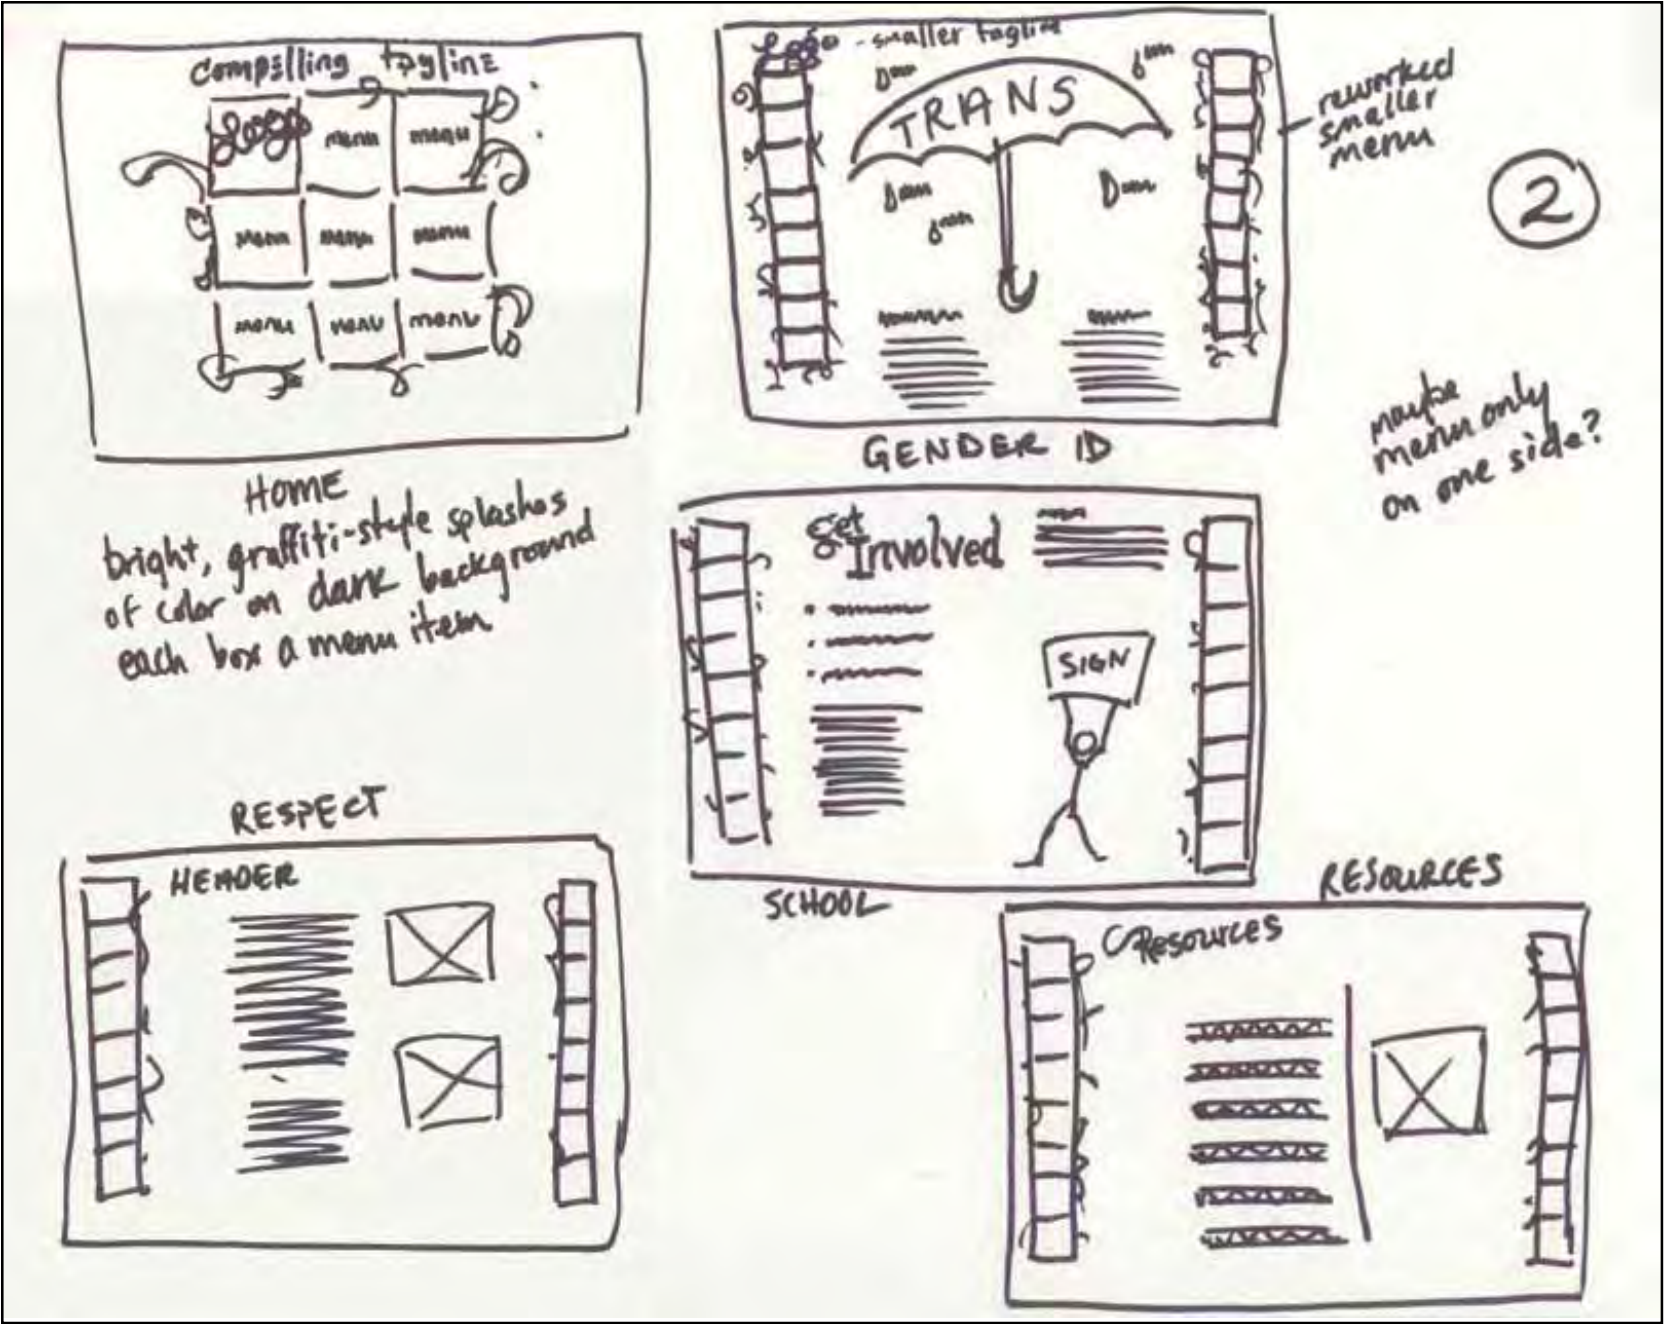 Compelling tagline
Logo
menu
menu
menu
menu
menu
menu
menu
menu
HOME
bright, graffiti-style splashes
of color on dark background
each box a menu item
Logo - smaller tagline
TRANS
GENDER ID
reworked
smaller
menu
2
maybe
menu only
on one side?
get
Involved
SIGN
SCHOOL
RESPECT
HEADER
RESOURCES
Resources